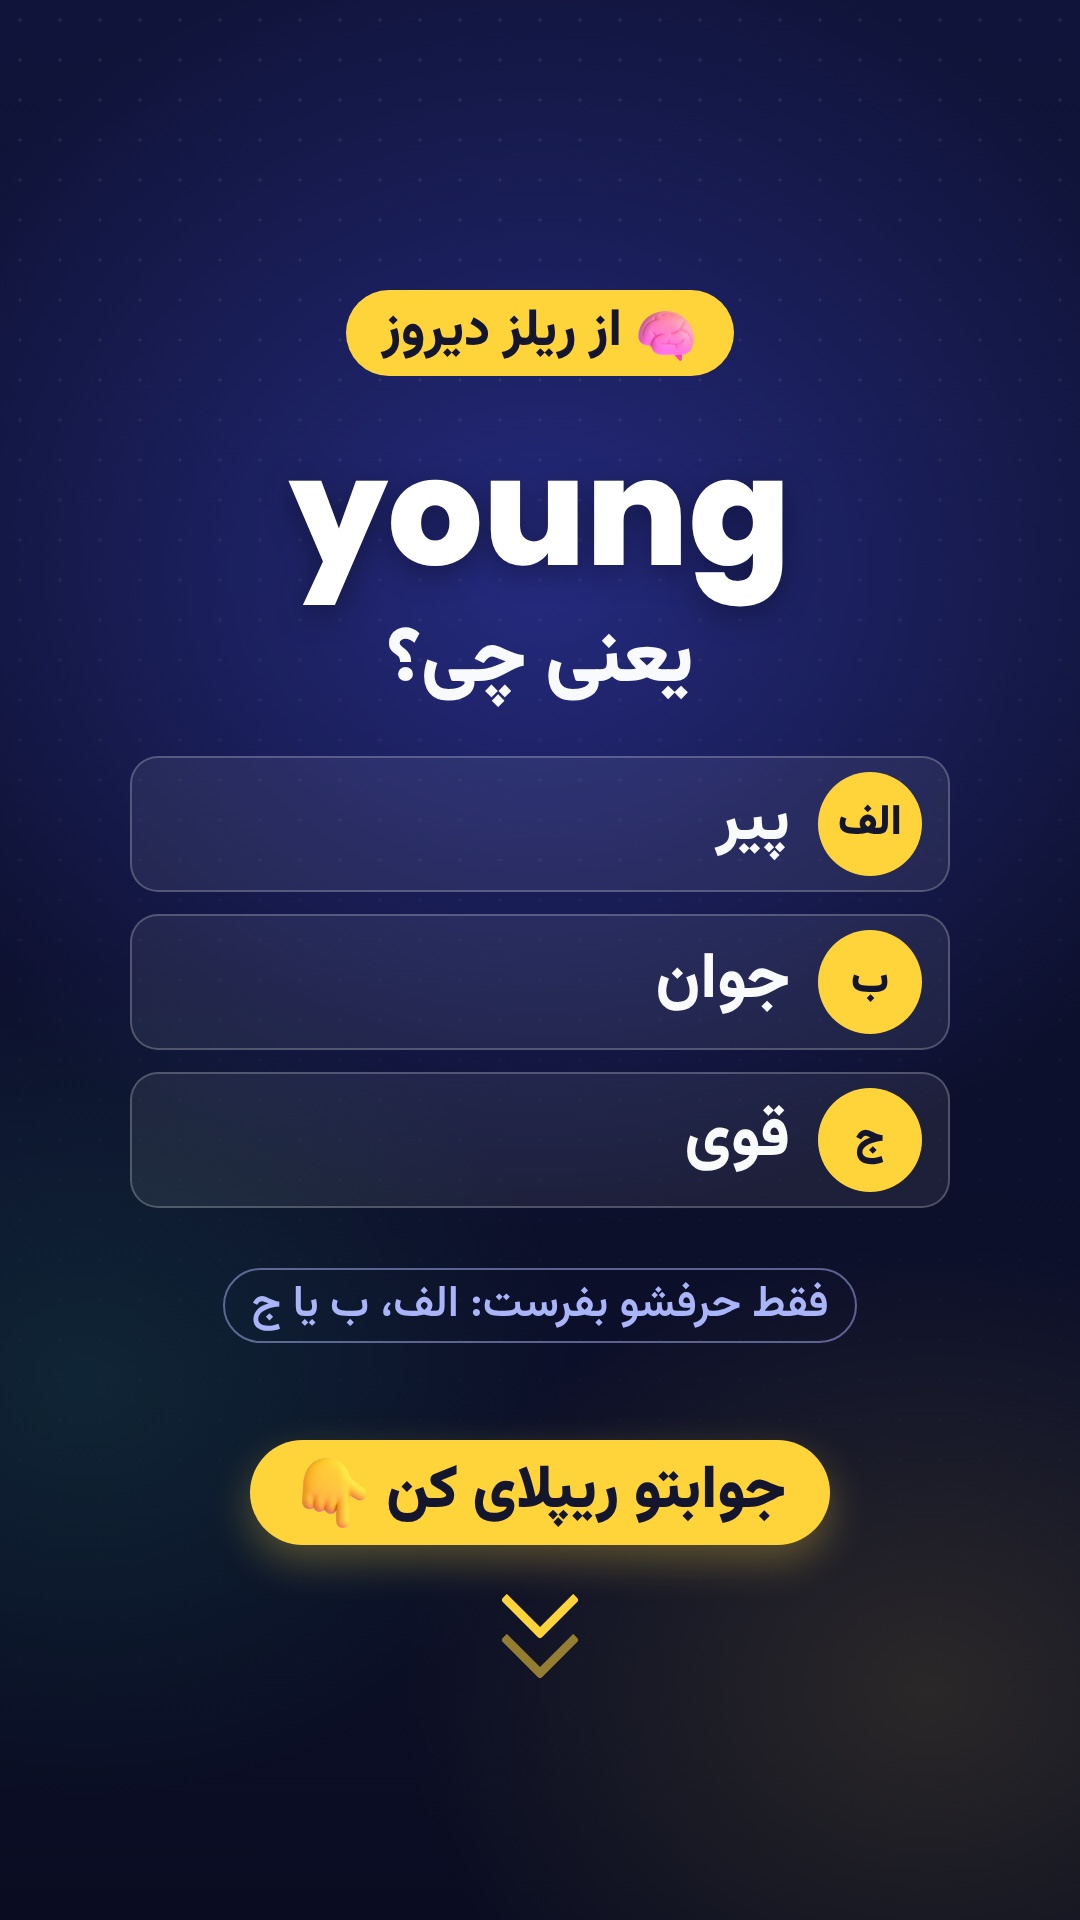 🧠 از ریلز دیروز
young
یعنی چی؟
الف پیر
ب جوان
ج قوی
فقط حرفشو بفرست: الف، ب یا ج
جوابتو ریپلای کن 👇